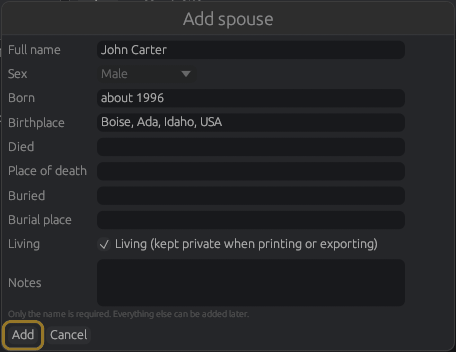 Add spouse
Full name John Carter
Sex Male
Born about 1996
Birthplace Boise, Ada, Idaho, USA
Died
Place of death
Buried
Burial place
Living ✓ Living (kept private when printing or exporting)
Notes
Only the name is required. Everything else can be added later.
Add Cancel